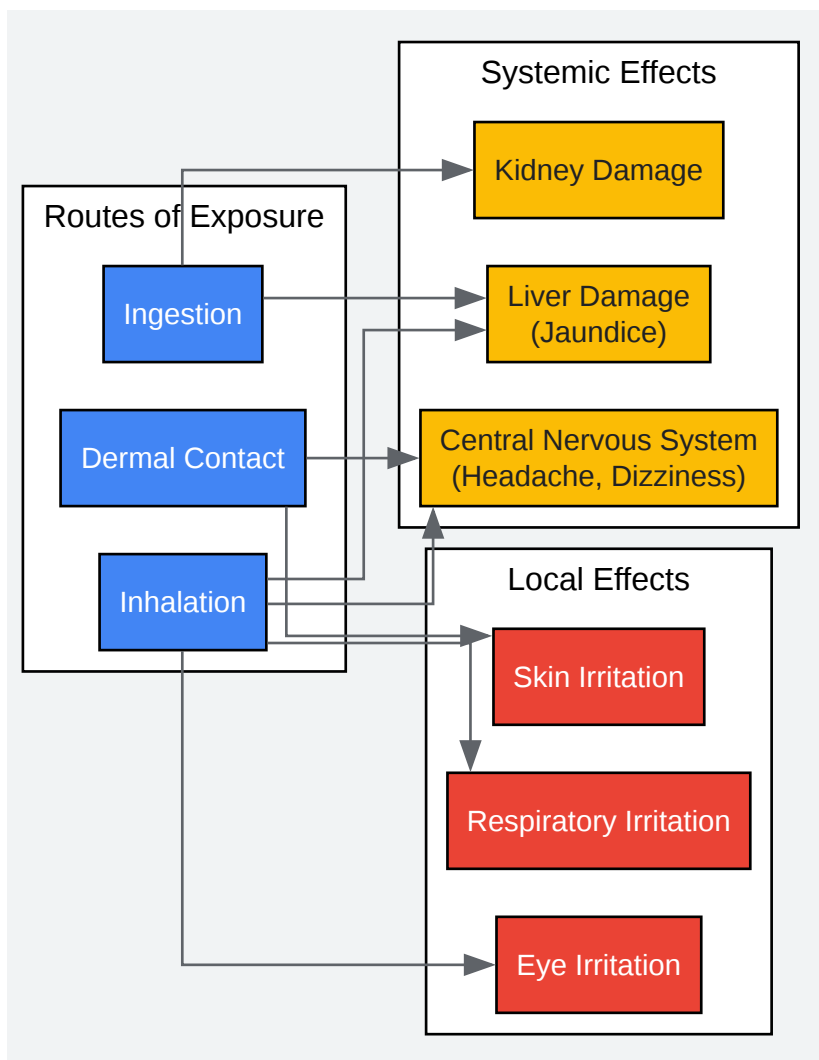 Systemic Effects
Kidney Damage
Routes of Exposure
Ingestion
Liver Damage
(Jaundice)
Dermal Contact
Central Nervous System
(Headache, Dizziness)
Inhalation
Local Effects
Skin Irritation
Respiratory Irritation
Eye Irritation